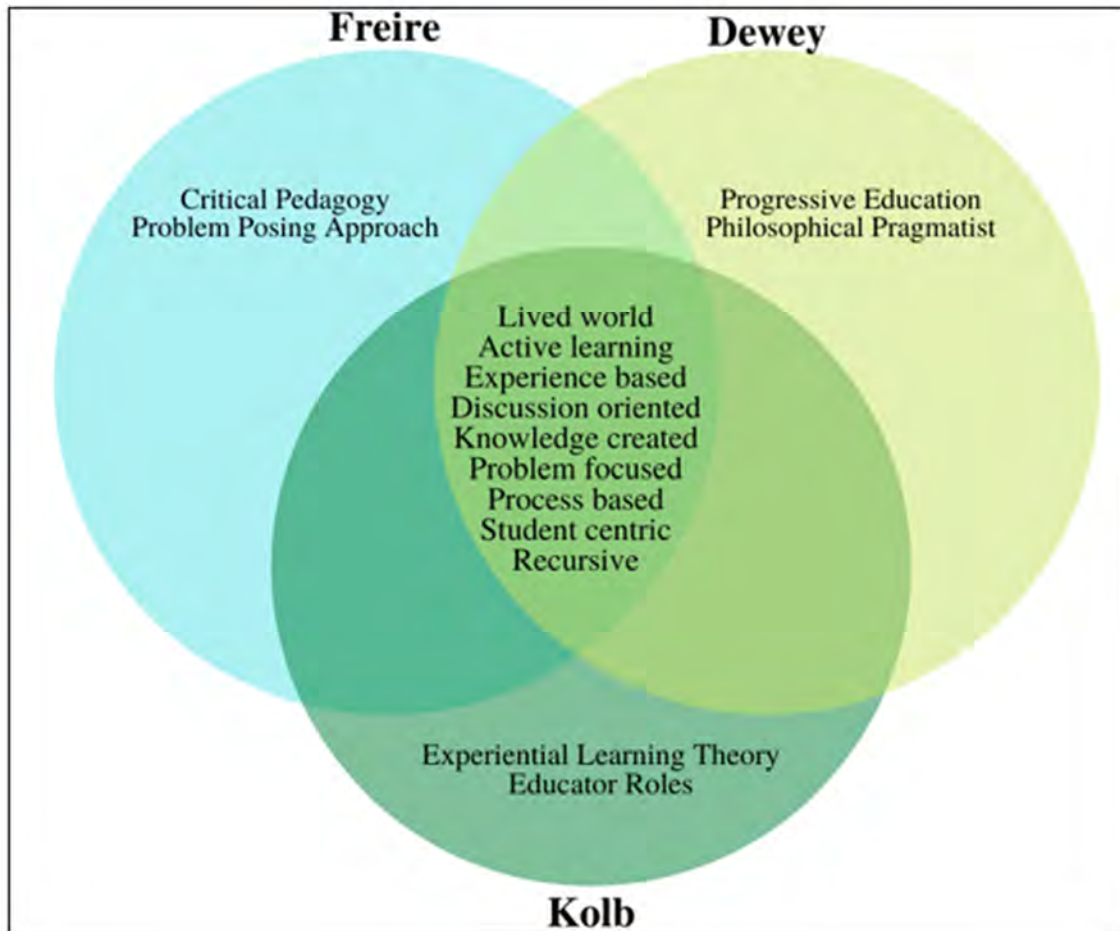 Freire
Dewey
Critical Pedagogy
Problem Posing Approach
Progressive Education
Philosophical Pragmatist
Lived world
Active learning
Experience based
Discussion oriented
Knowledge created
Problem focused
Process based
Student centric
Recursive
Experiential Learning Theory
Educator Roles
Kolb